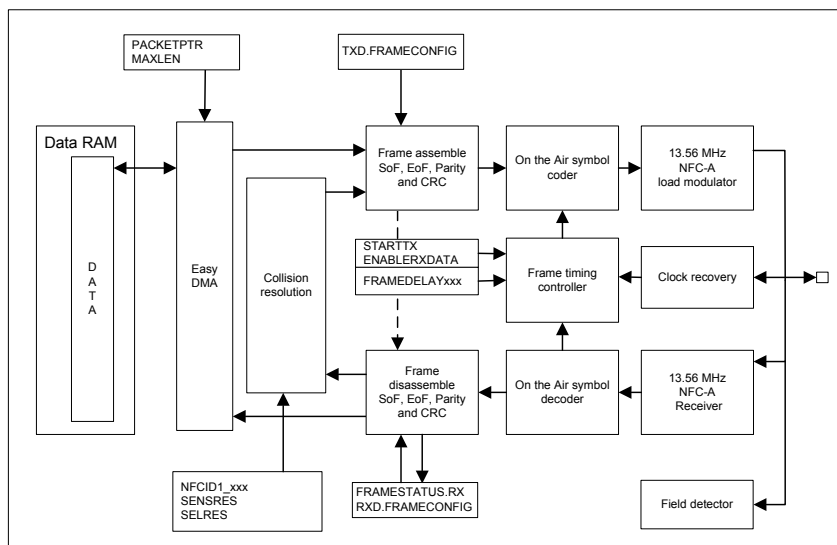 PACKETPTR
MAXLEN
TXD.FRAMECONFIG
Data RAM
D
A
T
A
Easy
DMA
Collision
resolution
Frame assemble
SoF, EoF, Parity
and CRC
On the Air symbol
coder
13.56 MHz
NFC-A
load modulator
STARTTX
ENABLERXDATA
FRAMEDELAYxxx
Frame timing
controller
Clock recovery
Frame
disassemble
SoF, EoF, Parity
and CRC
On the Air symbol
decoder
13.56 MHz
NFC-A
Receiver
NFCID1_xxx
SENSRES
SELRES
FRAMESTATUS.RX
RXD.FRAMECONFIG
Field detector